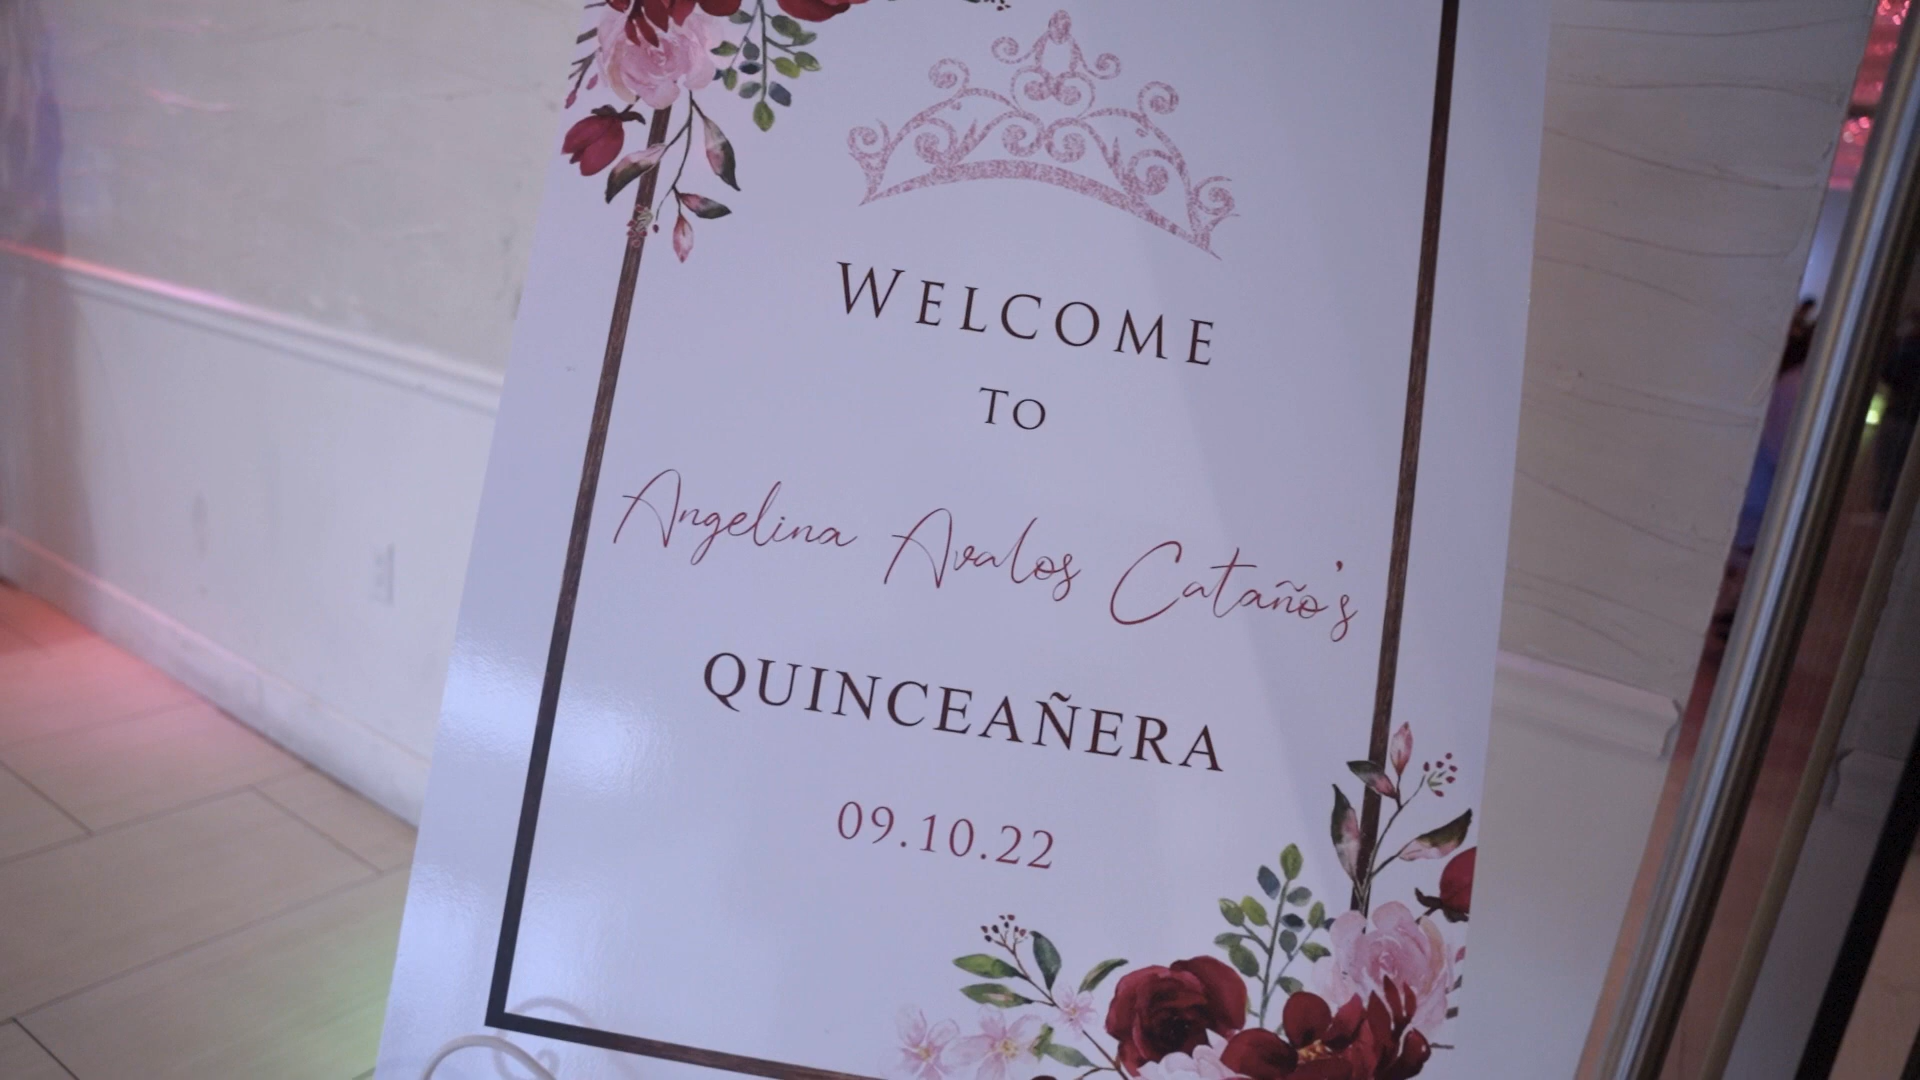 WELCOME
TO
Angelina Avalos Cataño's
QUINCEAÑERA
09.10.22